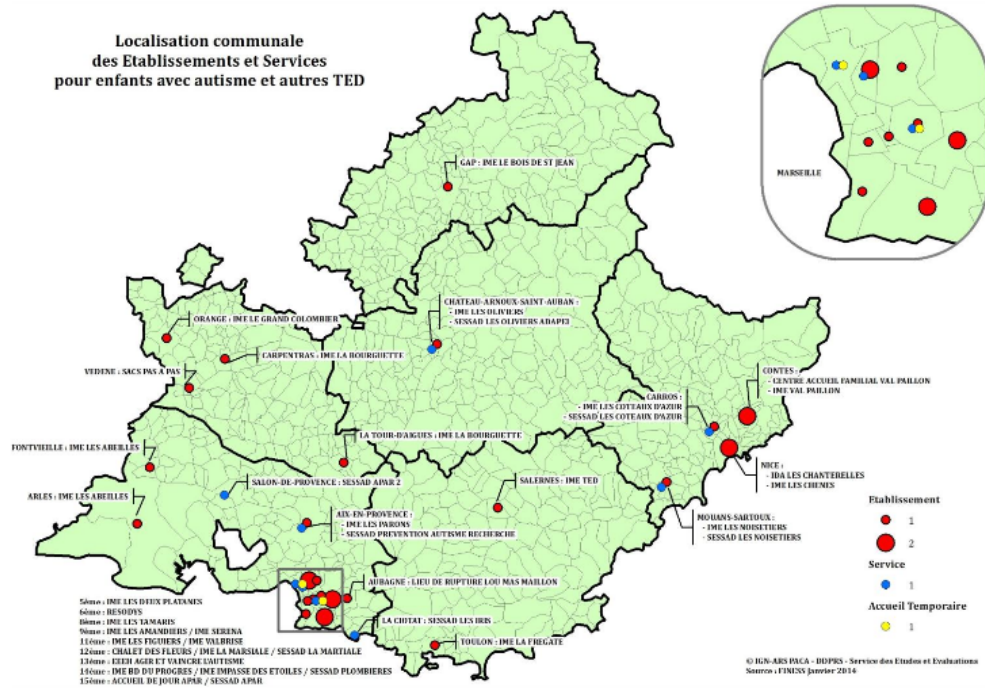 Localisation communale
des Etablissements et Services
pour enfants avec autisme et autres TED
MARSEILLE
GAP : IME LE BOIS DE ST JEAN
CHATEAU-ARNOUX-SAINT-AUBAN :
- IME LES OLIVIERS
- SESSAD LES OLIVIERS ADAPEI
ORANGE : IME LE GRAND COLOMBIER
CARPENTRAS : IME LA BOURGUETTE
VEDENE : SACS PAS A PAS
CONTES :
- CENTRE ACCUEIL FAMILIAL VAL PAILLON
- IME VAL PAILLON
CARROS :
- IME LES COTEAUX D'AZUR
- SESSAD LES COTEAUX D'AZUR
LA TOUR-D'AIGUES : IME LA BOURGUETTE
FONTVIEILLE : IME LES ABEILLES
NICE :
- IDA LES CHANTERELLES
- IME LES CHENES
SALON-DE-PROVENCE : SESSAD APAR 2
SALERNES : IME TED
ARLES : IME LES ABEILLES
AIX-EN-PROVENCE :
- IME LES PARONS
- SESSAD PREVENTION AUTISME RECHERCHE
MOUANS-SARTOUX :
- IME LES NOISETIERS
- SESSAD LES NOISETIERS
Etablissement
1
2
Service
1
Accueil Temporaire
1
AUBAGNE : LIEU DE RUPTURE LOU MAS MAILLON
LA CIOTAT : SESSAD LES IRIS
TOULON : IME LA FREGATE
5ème : IME LES DEUX PLATANES
6ème : RESODYS
8ème : IME LES TAMARIS
9ème : IME LES AMANDIERS / IME SERENA
11ème : IME LES FIGUIERS / IME VALBRISE
12ème : CHALET DES FLEURS / IME LA MARSIALE / SESSAD LA MARTIALE
13ème : EEEH AGER ET VAINCRE L'AUTISME
14ème : IME BD DU PROGRES / IME IMPASSE DES ETOILES / SESSAD PLOMBIERES
15ème : ACCUEIL DE JOUR APAR / SESSAD APAR
© IGN-ARS PACA - DOPRS - Service des Etudes et Evaluations
Source : FINESS Janvier 2014